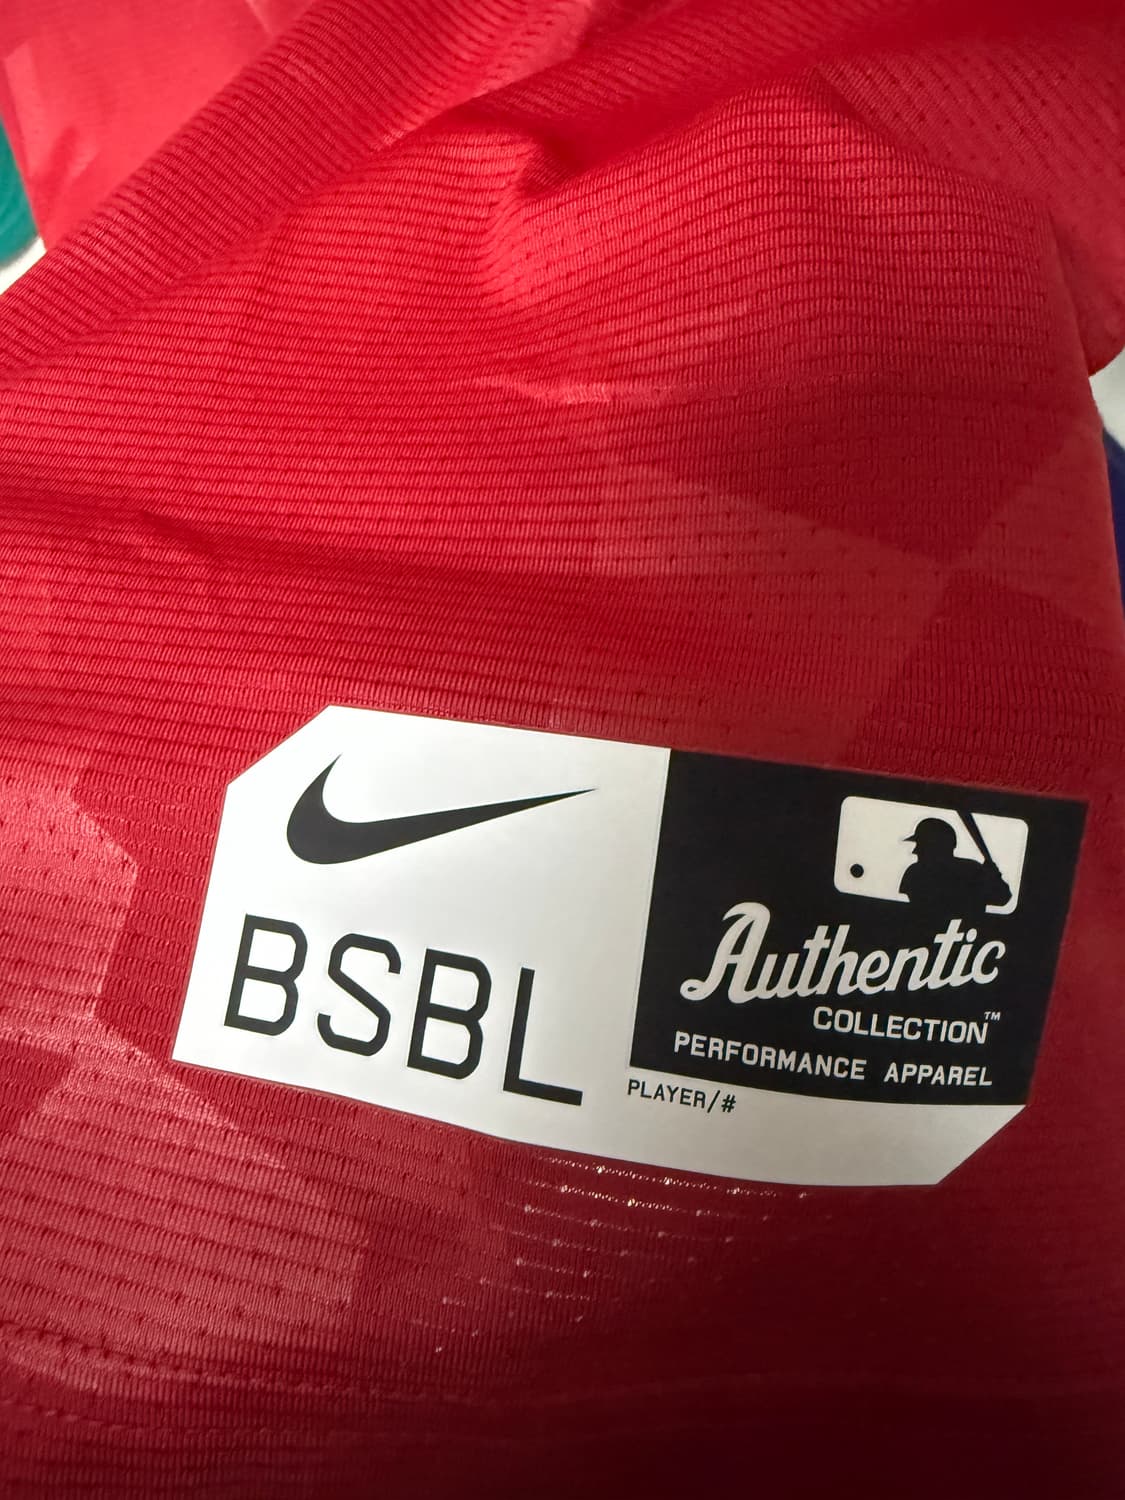 BSBL
Authentic
COLLECTION™
PERFORMANCE APPAREL
PLAYER/#